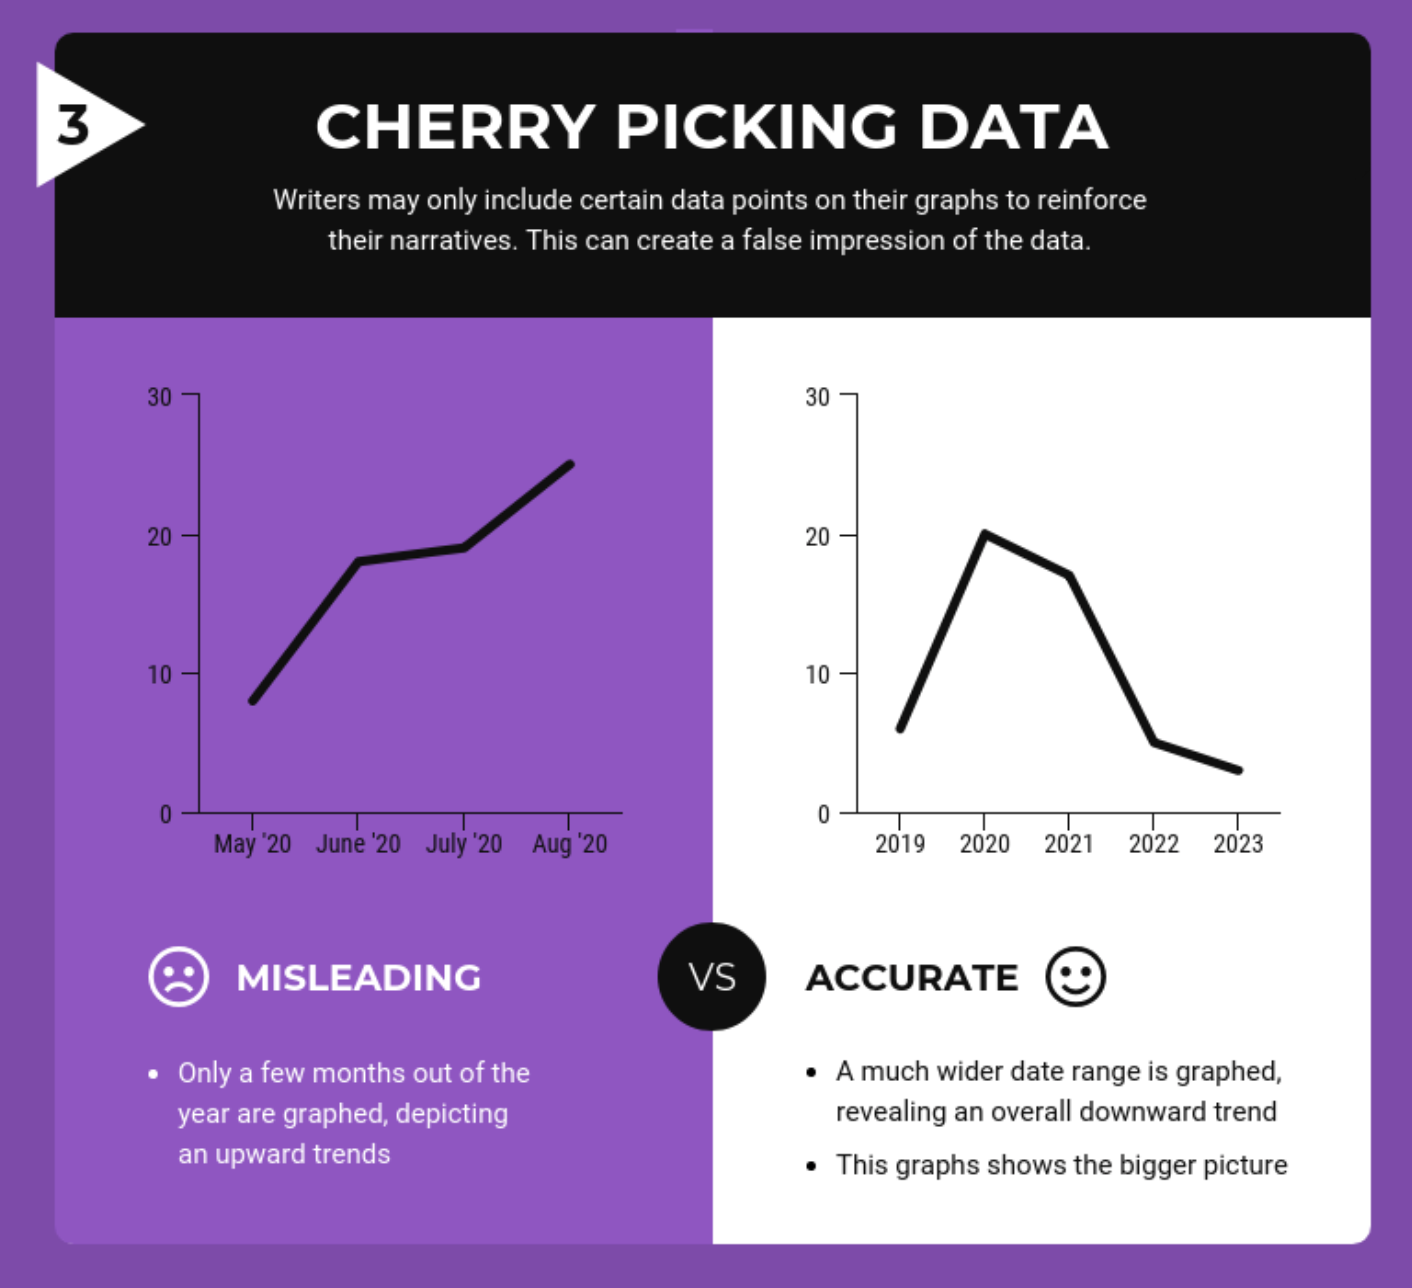 3
CHERRY PICKING DATA
Writers may only include certain data points on their graphs to reinforce
their narratives. This can create a false impression of the data.
30
20
10
0
May '20 June '20 July '20 Aug '20
30
20
10
0
2019 2020 2021 2022 2023
MISLEADING
VS
ACCURATE
Only a few months out of the
year are graphed, depicting
an upward trends
A much wider date range is graphed,
revealing an overall downward trend
This graphs shows the bigger picture